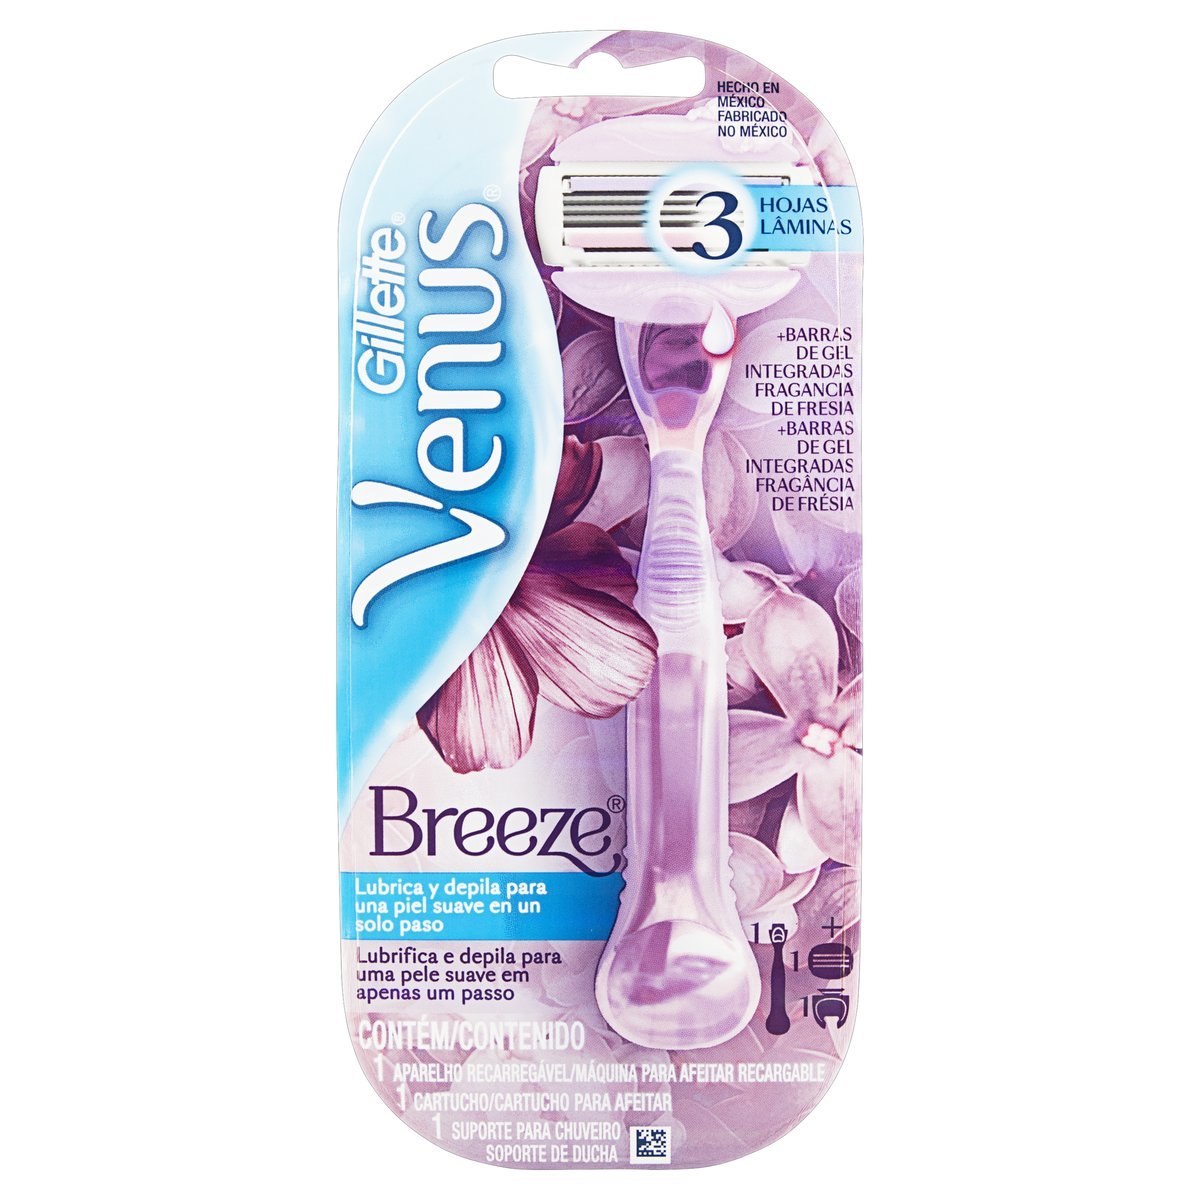 HECHO EN
MÉXICO
FABRICADO
NO MÉXICO
Gillette®
Venus®
3
HOJAS
LÂMINAS
+BARRAS
DE GEL
INTEGRADAS
FRAGANCIA
DE FRESIA
+BARRAS
DE GEL
INTEGRADAS
FRAGÂNCIA
DE FRÉSIA
Breeze®
Lubrica y depila para
una piel suave en un
solo paso
Lubrifica e depila para
uma pele suave em
apenas um passo
1
+
1
1
CONTÉM/CONTENIDO
1 APARELHO RECARREGÁVEL/MÁQUINA PARA AFEITAR RECARGABLE
1 CARTUCHO/CARTUCHO PARA AFEITAR
1 SUPORTE PARA CHUVEIRO
SOPORTE DE DUCHA